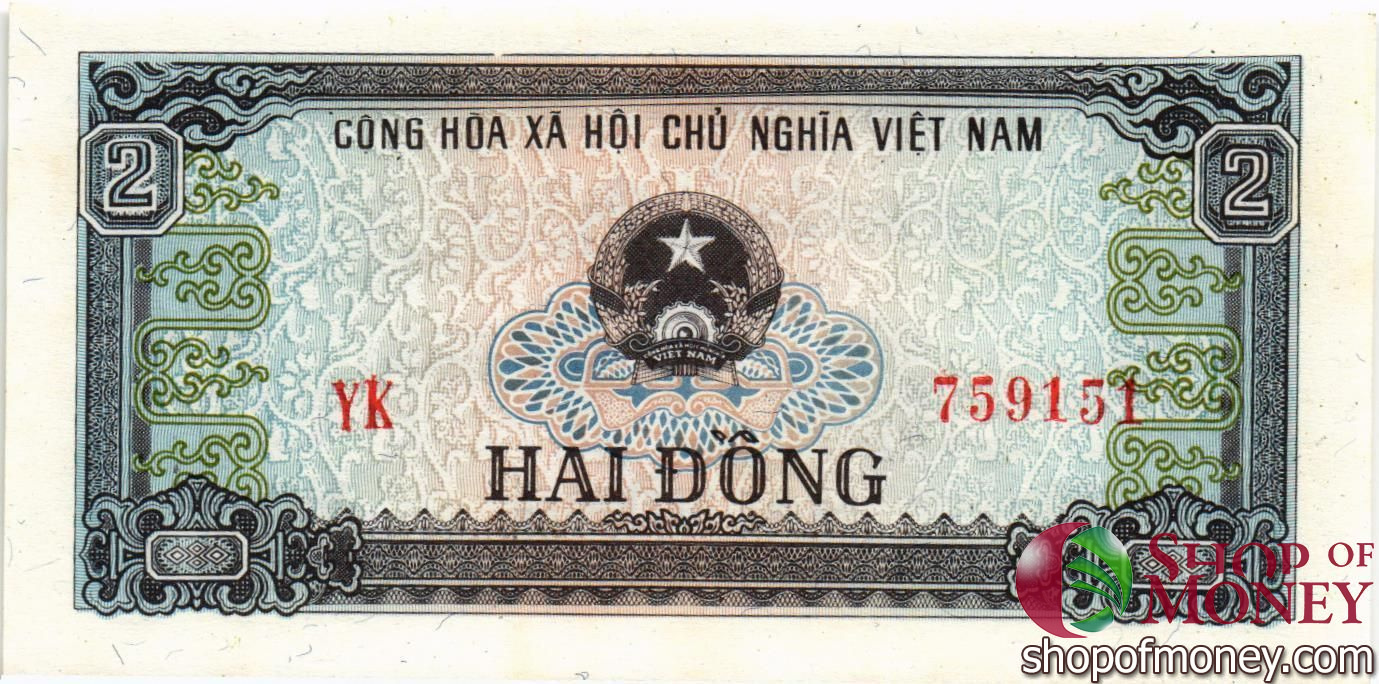 CỘNG HÒA XÃ HỘI CHỦ NGHĨA VIỆT NAM
2
2
VIỆT NAM
YK
759151
HAI ĐỒNG
SHOP OF
MONEY
shopofmoney.com